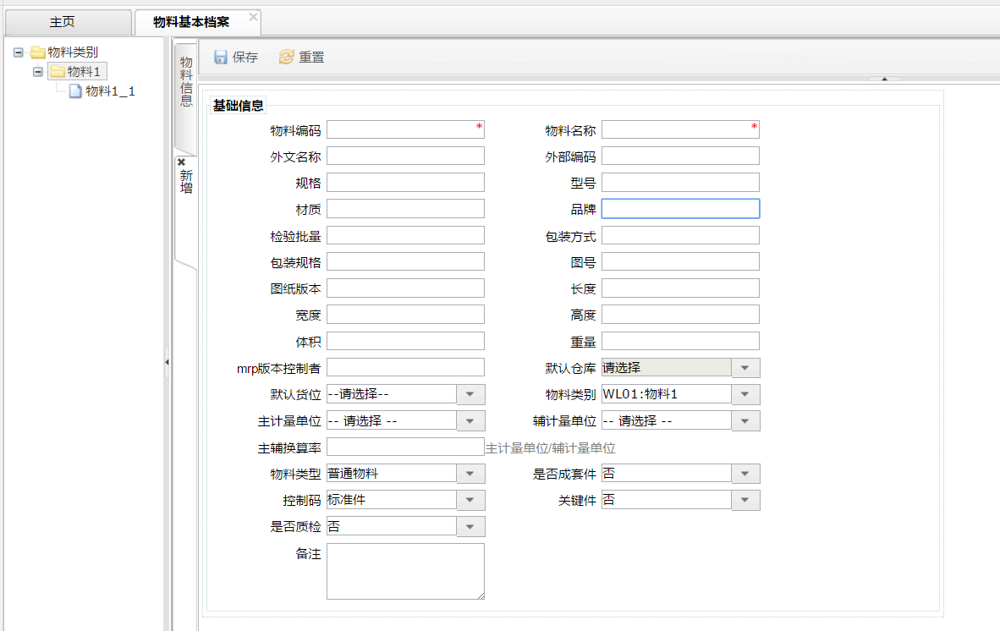 主页
物料基本档案
物料类别
物料1
物料1_1
物料信息
新增
保存 重置
基础信息
物料编码 * 物料名称 *
外文名称 外部编码
规格 型号
材质 品牌
检验批量 包装方式
包装规格 图号
图纸版本 长度
宽度 高度
体积 重量
mrp版本控制者 默认仓库 请选择
默认货位 --请选择-- 物料类别 WL01:物料1
主计量单位 -- 请选择 -- 辅计量单位 -- 请选择 --
主辅换算率 主计量单位/辅计量单位
物料类型 普通物料 是否成套件 否
控制码 标准件 关键件 否
是否质检 否
备注